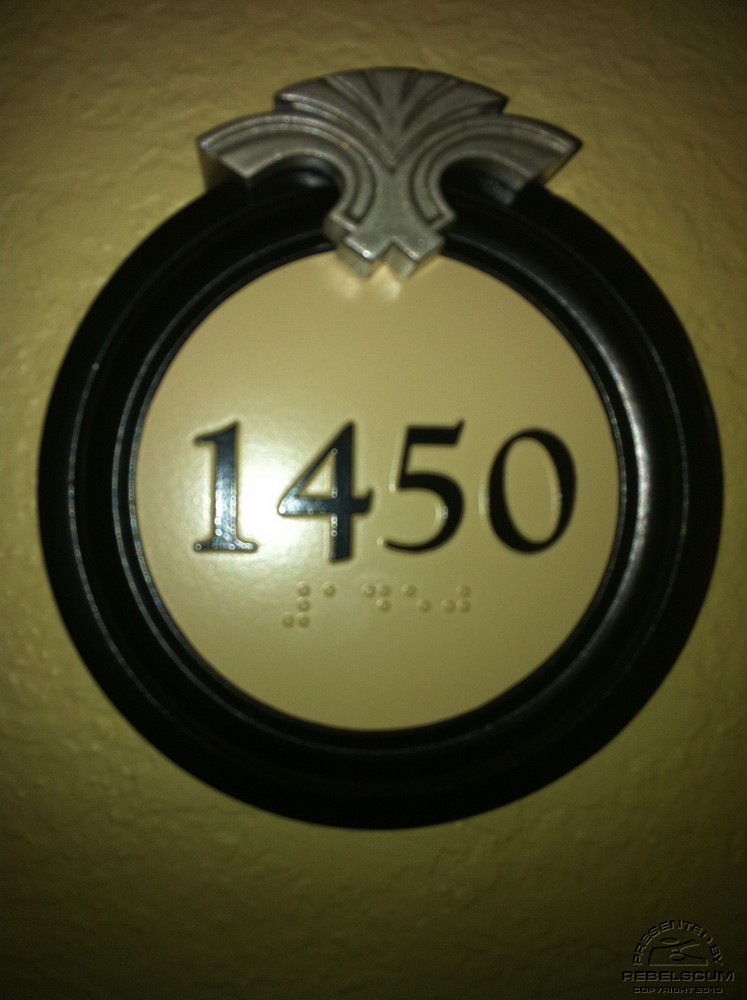 1450
⠼⠁⠙⠑⠚
PRESENTED BY
REBELSCUM
COPYRIGHT 2010